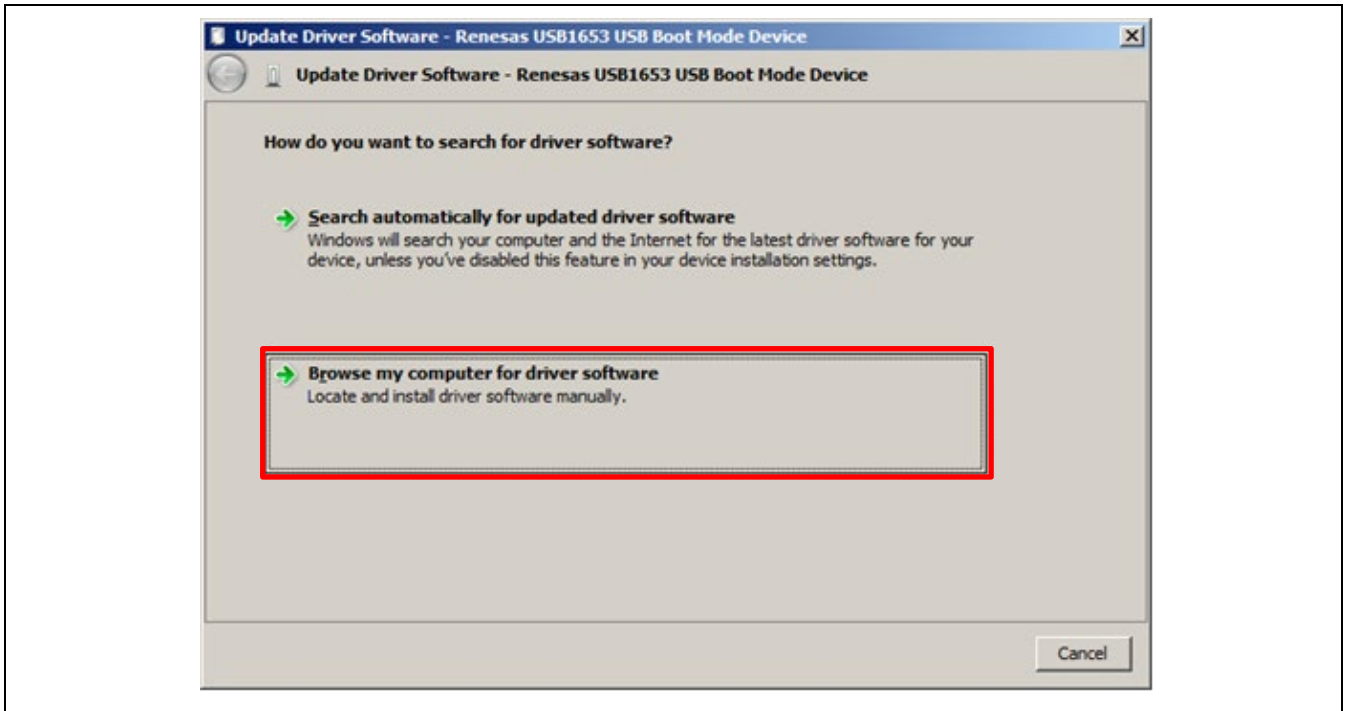 Update Driver Software - Renesas USB1653 USB Boot Mode Device
Update Driver Software - Renesas USB1653 USB Boot Mode Device
How do you want to search for driver software?
Search automatically for updated driver software
Windows will search your computer and the Internet for the latest driver software for your
device, unless you've disabled this feature in your device installation settings.
Browse my computer for driver software
Locate and install driver software manually.
Cancel